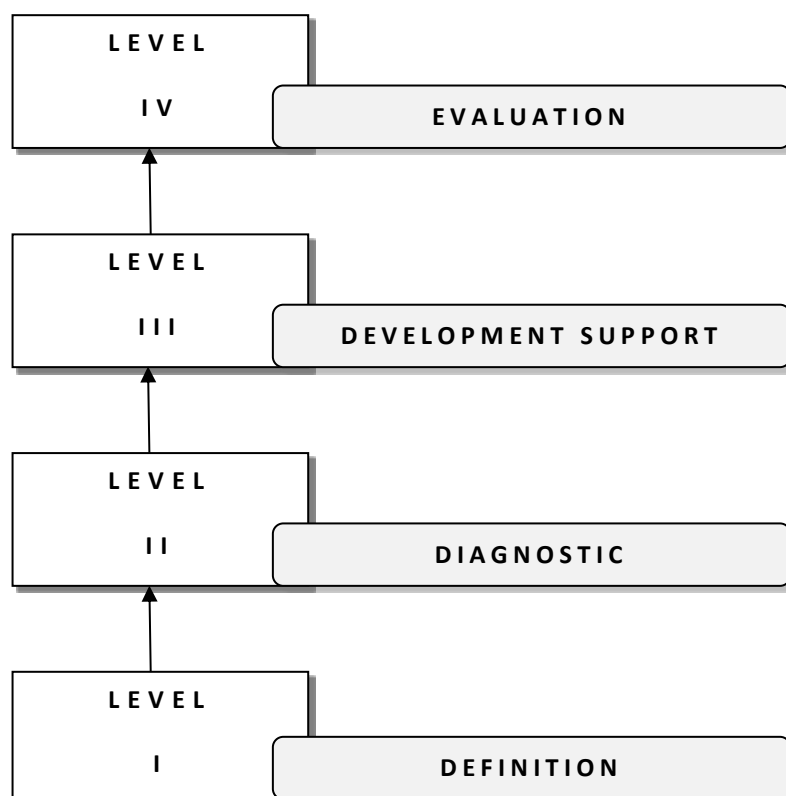 LEVEL
IV
EVALUATION
LEVEL
III
DEVELOPMENT SUPPORT
LEVEL
II
DIAGNOSTIC
LEVEL
I
DEFINITION